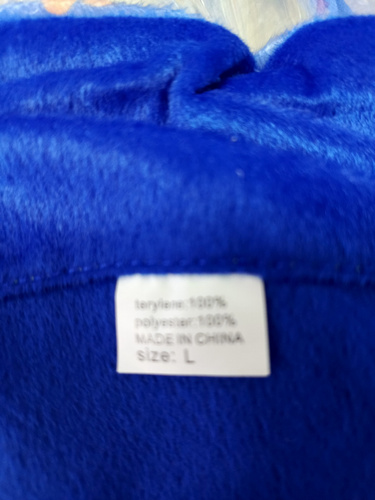 terylene:100%
polyester:100%
MADE IN CHINA
size: L